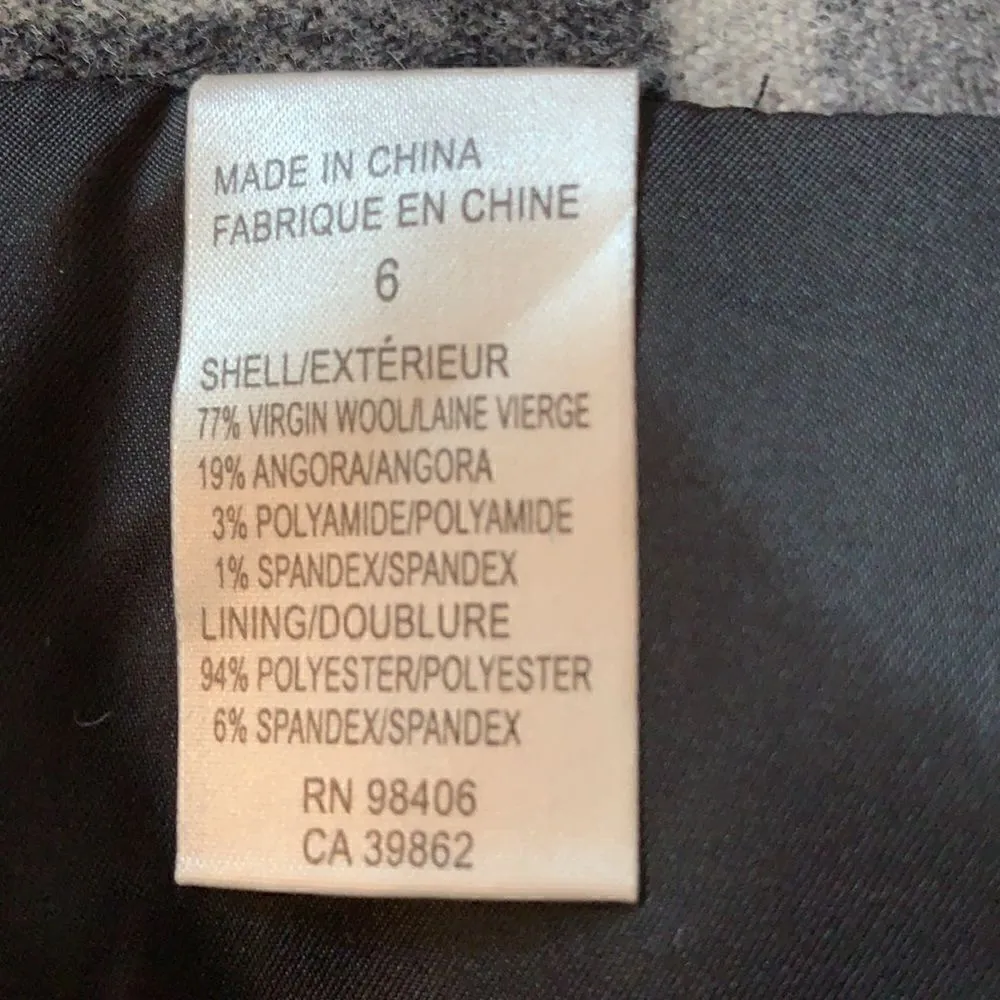 MADE IN CHINA
FABRIQUE EN CHINE
6
SHELL/EXTÉRIEUR
77% VIRGIN WOOL/LAINE VIERGE
19% ANGORA/ANGORA
3% POLYAMIDE/POLYAMIDE
1% SPANDEX/SPANDEX
LINING/DOUBLURE
94% POLYESTER/POLYESTER
6% SPANDEX/SPANDEX
RN 98406
CA 39862